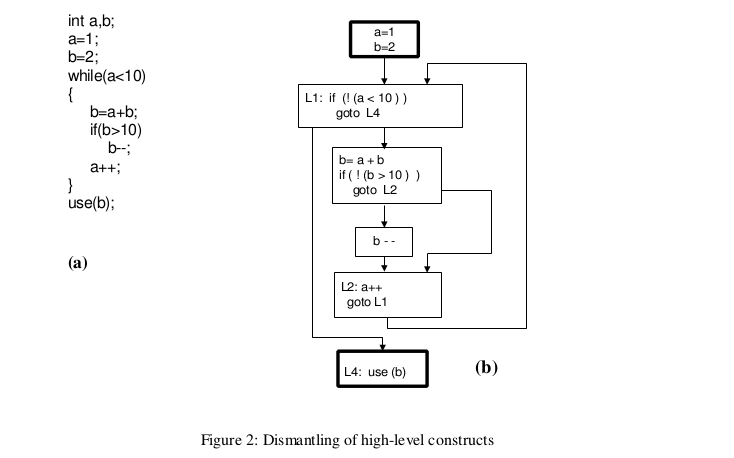 int a,b;
a=1;
b=2;
while(a<10)
{
b=a+b;
if(b>10)
b--;
a++;
}
use(b);
(a)
a=1
b=2
L1: if (! (a < 10 ) )
goto L4
b= a + b
if ( ! (b > 10 ) )
goto L2
b - -
L2: a++
goto L1
L4: use (b)
(b)
Figure 2: Dismantling of high-level constructs